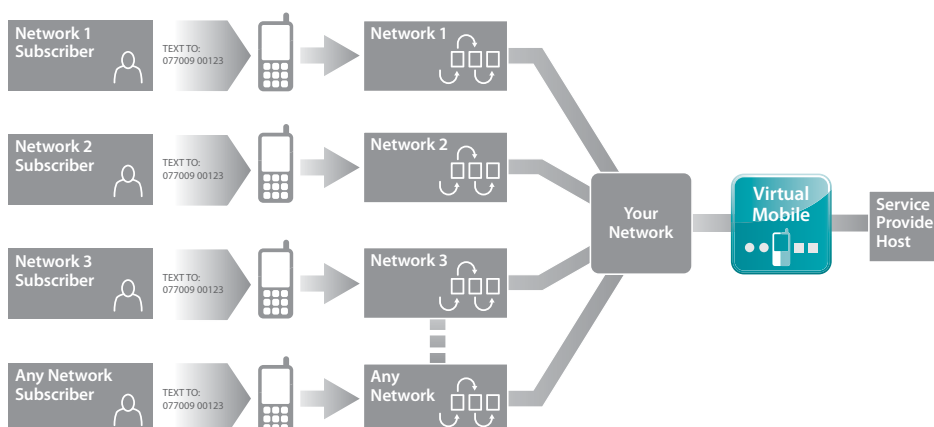 Network 1
Subscriber
TEXT TO:
077009 00123
Network 1
Network 2
Subscriber
TEXT TO:
077009 00123
Network 2
Your
Network
Virtual
Mobile
Service
Provide
Host
Network 3
Subscriber
TEXT TO:
077009 00123
Network 3
Any Network
Subscriber
TEXT TO:
077009 00123
Any
Network